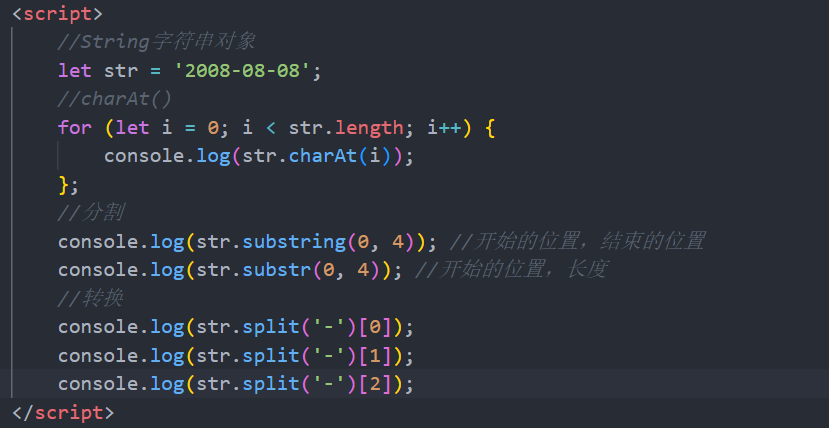 <script>
    //String字符串对象
    let str = '2008-08-08';
    //charAt()
    for (let i = 0; i < str.length; i++) {
        console.log(str.charAt(i));
    };
    //分割
    console.log(str.substring(0, 4)); //开始的位置，结束的位置
    console.log(str.substr(0, 4)); //开始的位置，长度
    //转换
    console.log(str.split('-')[0]);
    console.log(str.split('-')[1]);
    console.log(str.split('-')[2]);
</script>